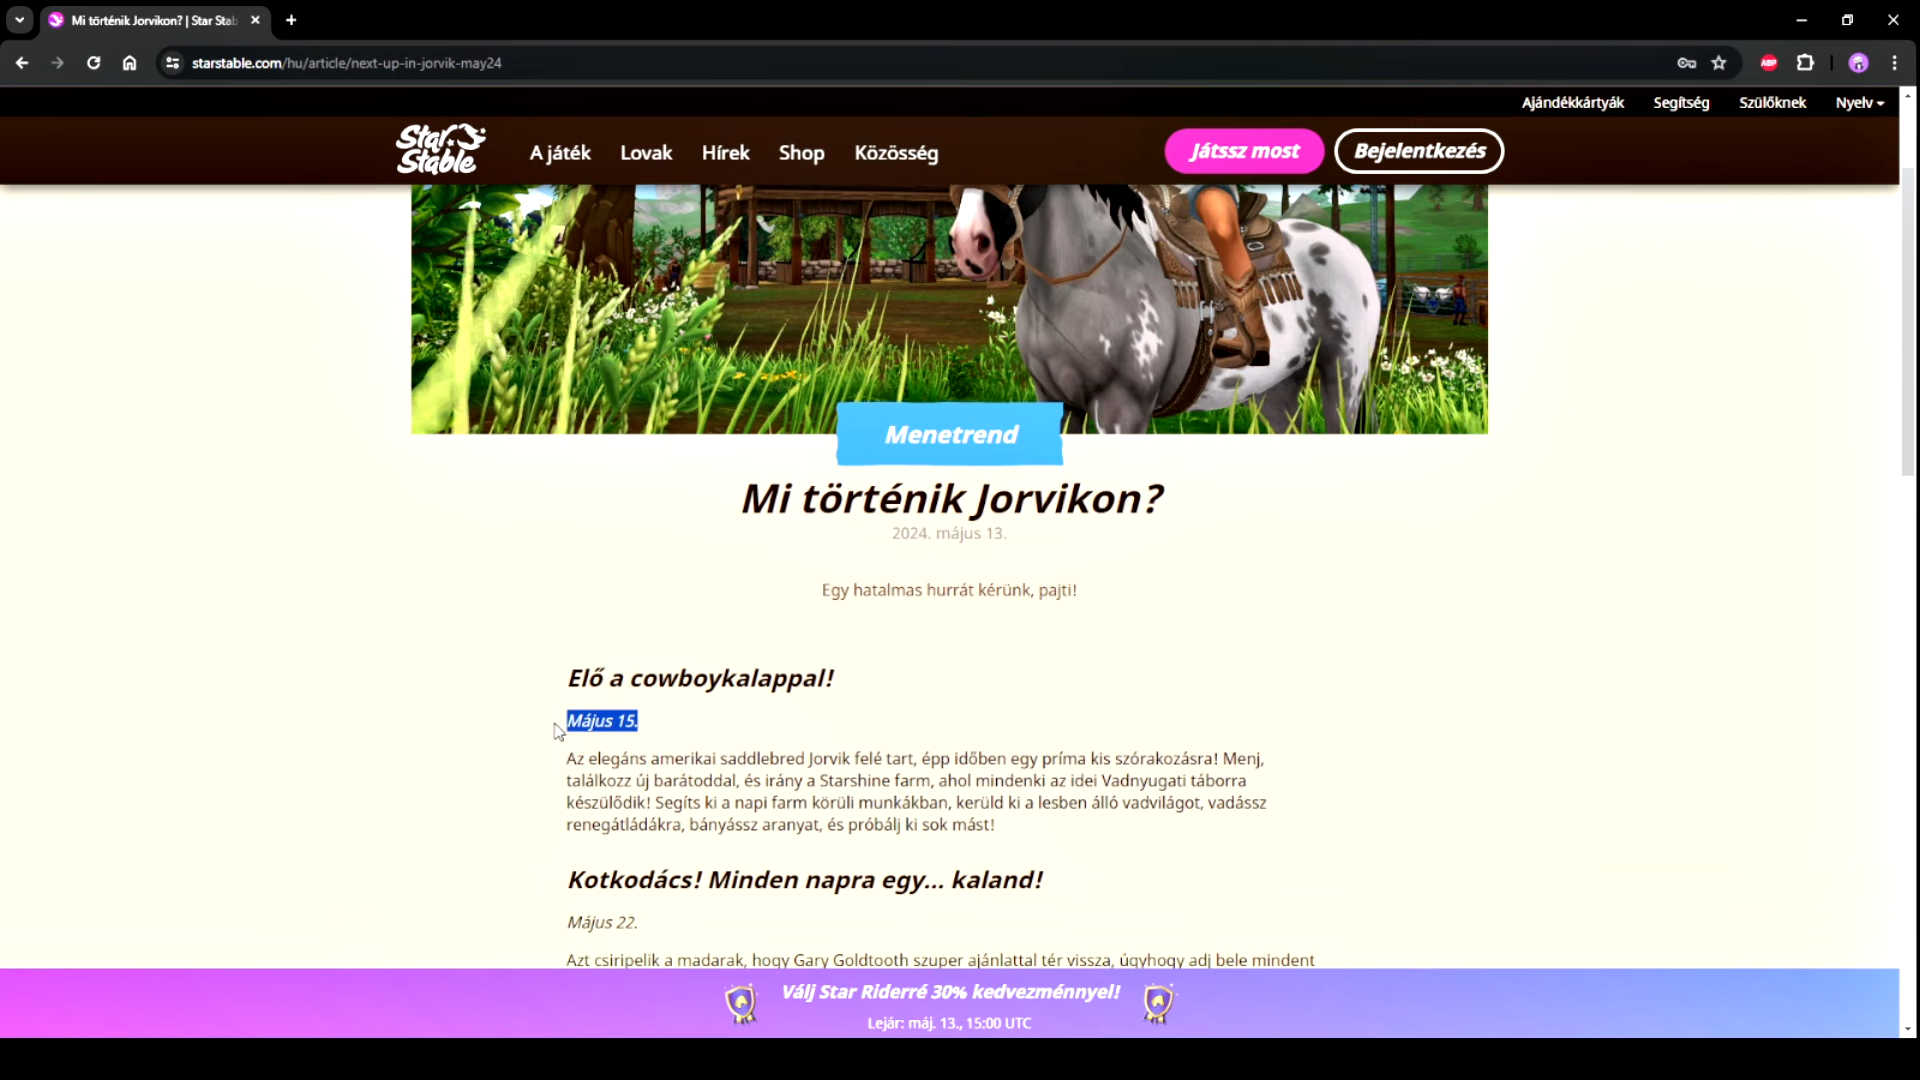 Mi történik Jorvikon? | Star Stab
starstable.com/hu/article/next-up-in-jorvik-may24
ABP
Ajándékkártyák Segítség Szülőknek Nyelv
Star Stable
A játék Lovak Hírek Shop Közösség
Játssz most Bejelentkezés
Menetrend
Mi történik Jorvikon?
2024. május 13.
Egy hatalmas hurrát kérünk, pajti!
Elő a cowboykalappal!
Május 15.
Az elegáns amerikai saddlebred Jorvik felé tart, épp időben egy príma kis szórakozásra! Menj,
találkozz új barátoddal, és irány a Starshine farm, ahol mindenki az idei Vadnyugati táborra
készülődik! Segíts ki a napi farm körüli munkákban, kerüld ki a lesben álló vadvilágot, vadássz
renegátládákra, bányássz aranyat, és próbálj ki sok mást!
Kotkodács! Minden napra egy... kaland!
Május 22.
Azt csiripelik a madarak, hogy Gary Goldtooth szuper ajánlattal tér vissza, úgyhogy adj bele mindent
Válj Star Riderré 30% kedvezménnyel!
Lejár: máj. 13., 15:00 UTC